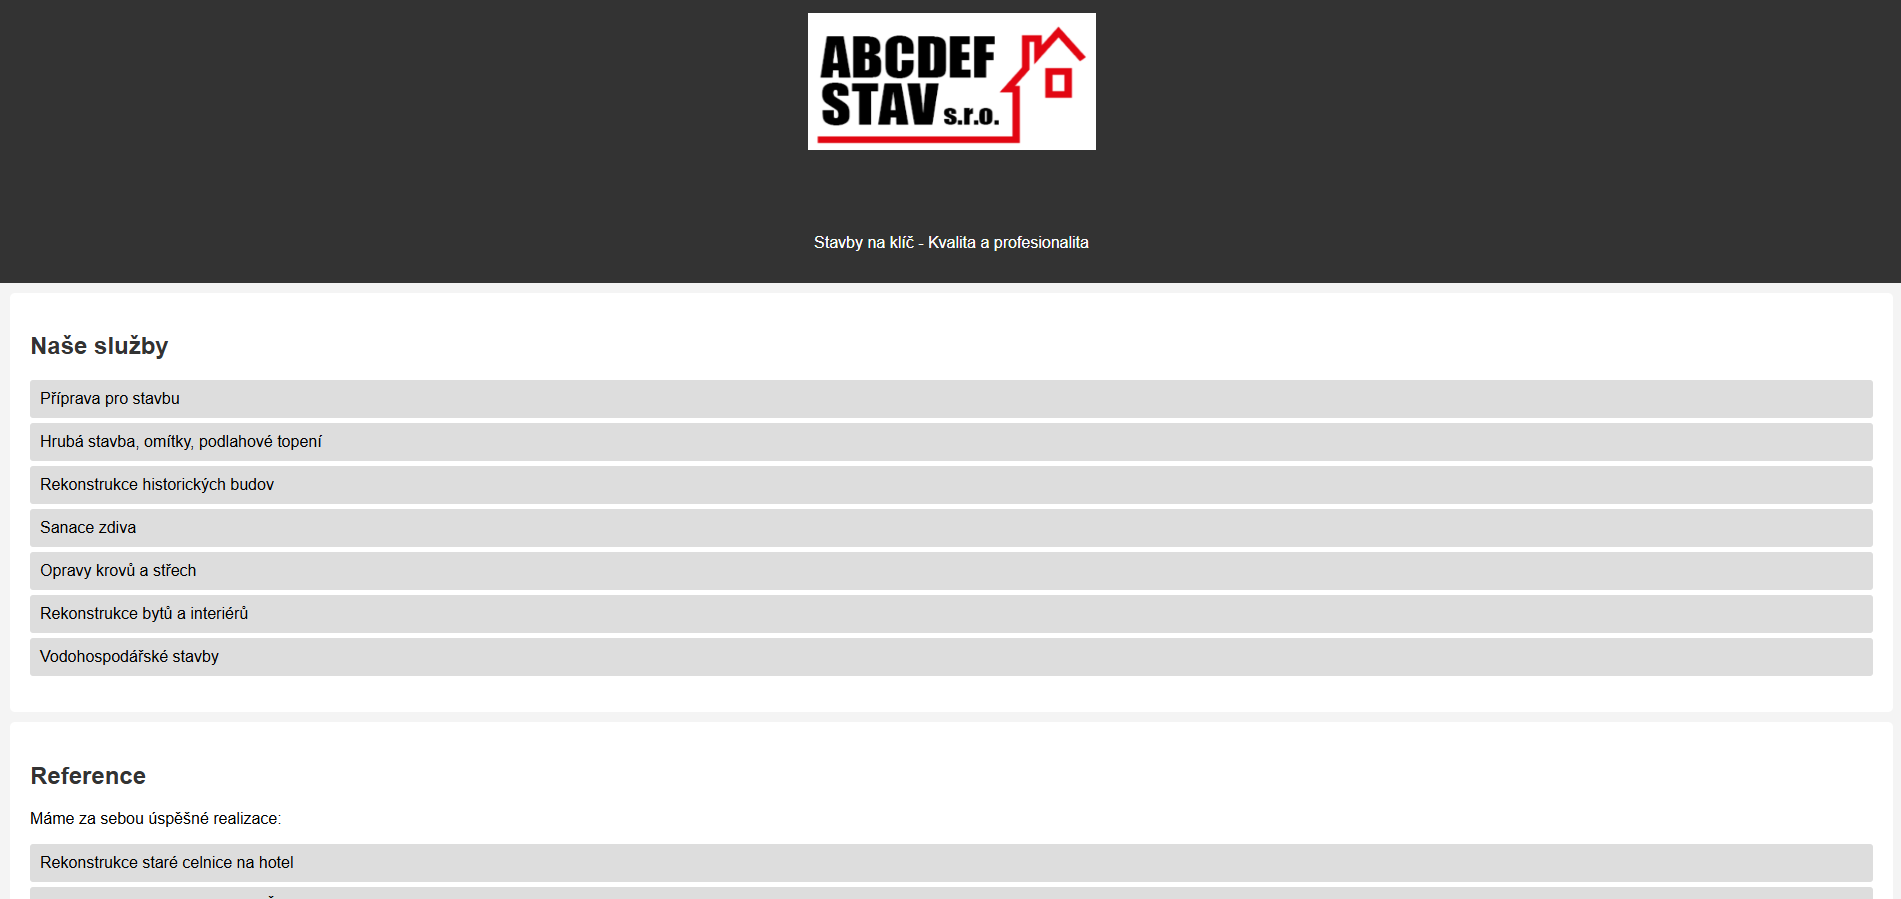 ABCDEF
STAV s.r.o.
Stavby na klíč - Kvalita a profesionalita
Naše služby
Příprava pro stavbu
Hrubá stavba, omítky, podlahové topení
Rekonstrukce historických budov
Sanace zdiva
Opravy krovů a střech
Rekonstrukce bytů a interiérů
Vodohospodářské stavby
Reference
Máme za sebou úspěšné realizace:
Rekonstrukce staré celnice na hotel